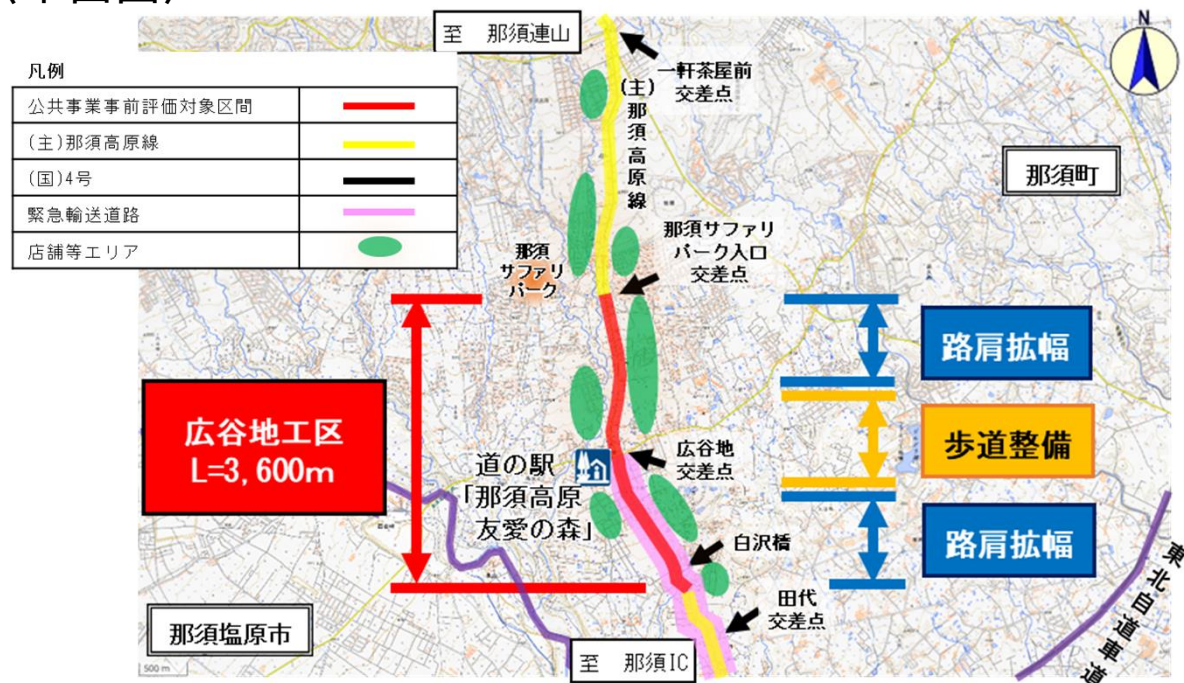 至 那須連山
N
凡例
公共事業事前評価対象区間
(主)那須高原線
(国)4号
緊急輸送道路
店舗等エリア
一軒茶屋前
交差点
(主)那須高原線
那須町
那須サファリ
パーク入口
交差点
那須
サファリ
パーク
路肩拡幅
広谷地工区
L=3,600m
歩道整備
広谷地
交差点
道の駅
「那須高原
友愛の森」
路肩拡幅
白沢橋
田代
交差点
東北自道車道
那須塩原市
至 那須IC
500 m